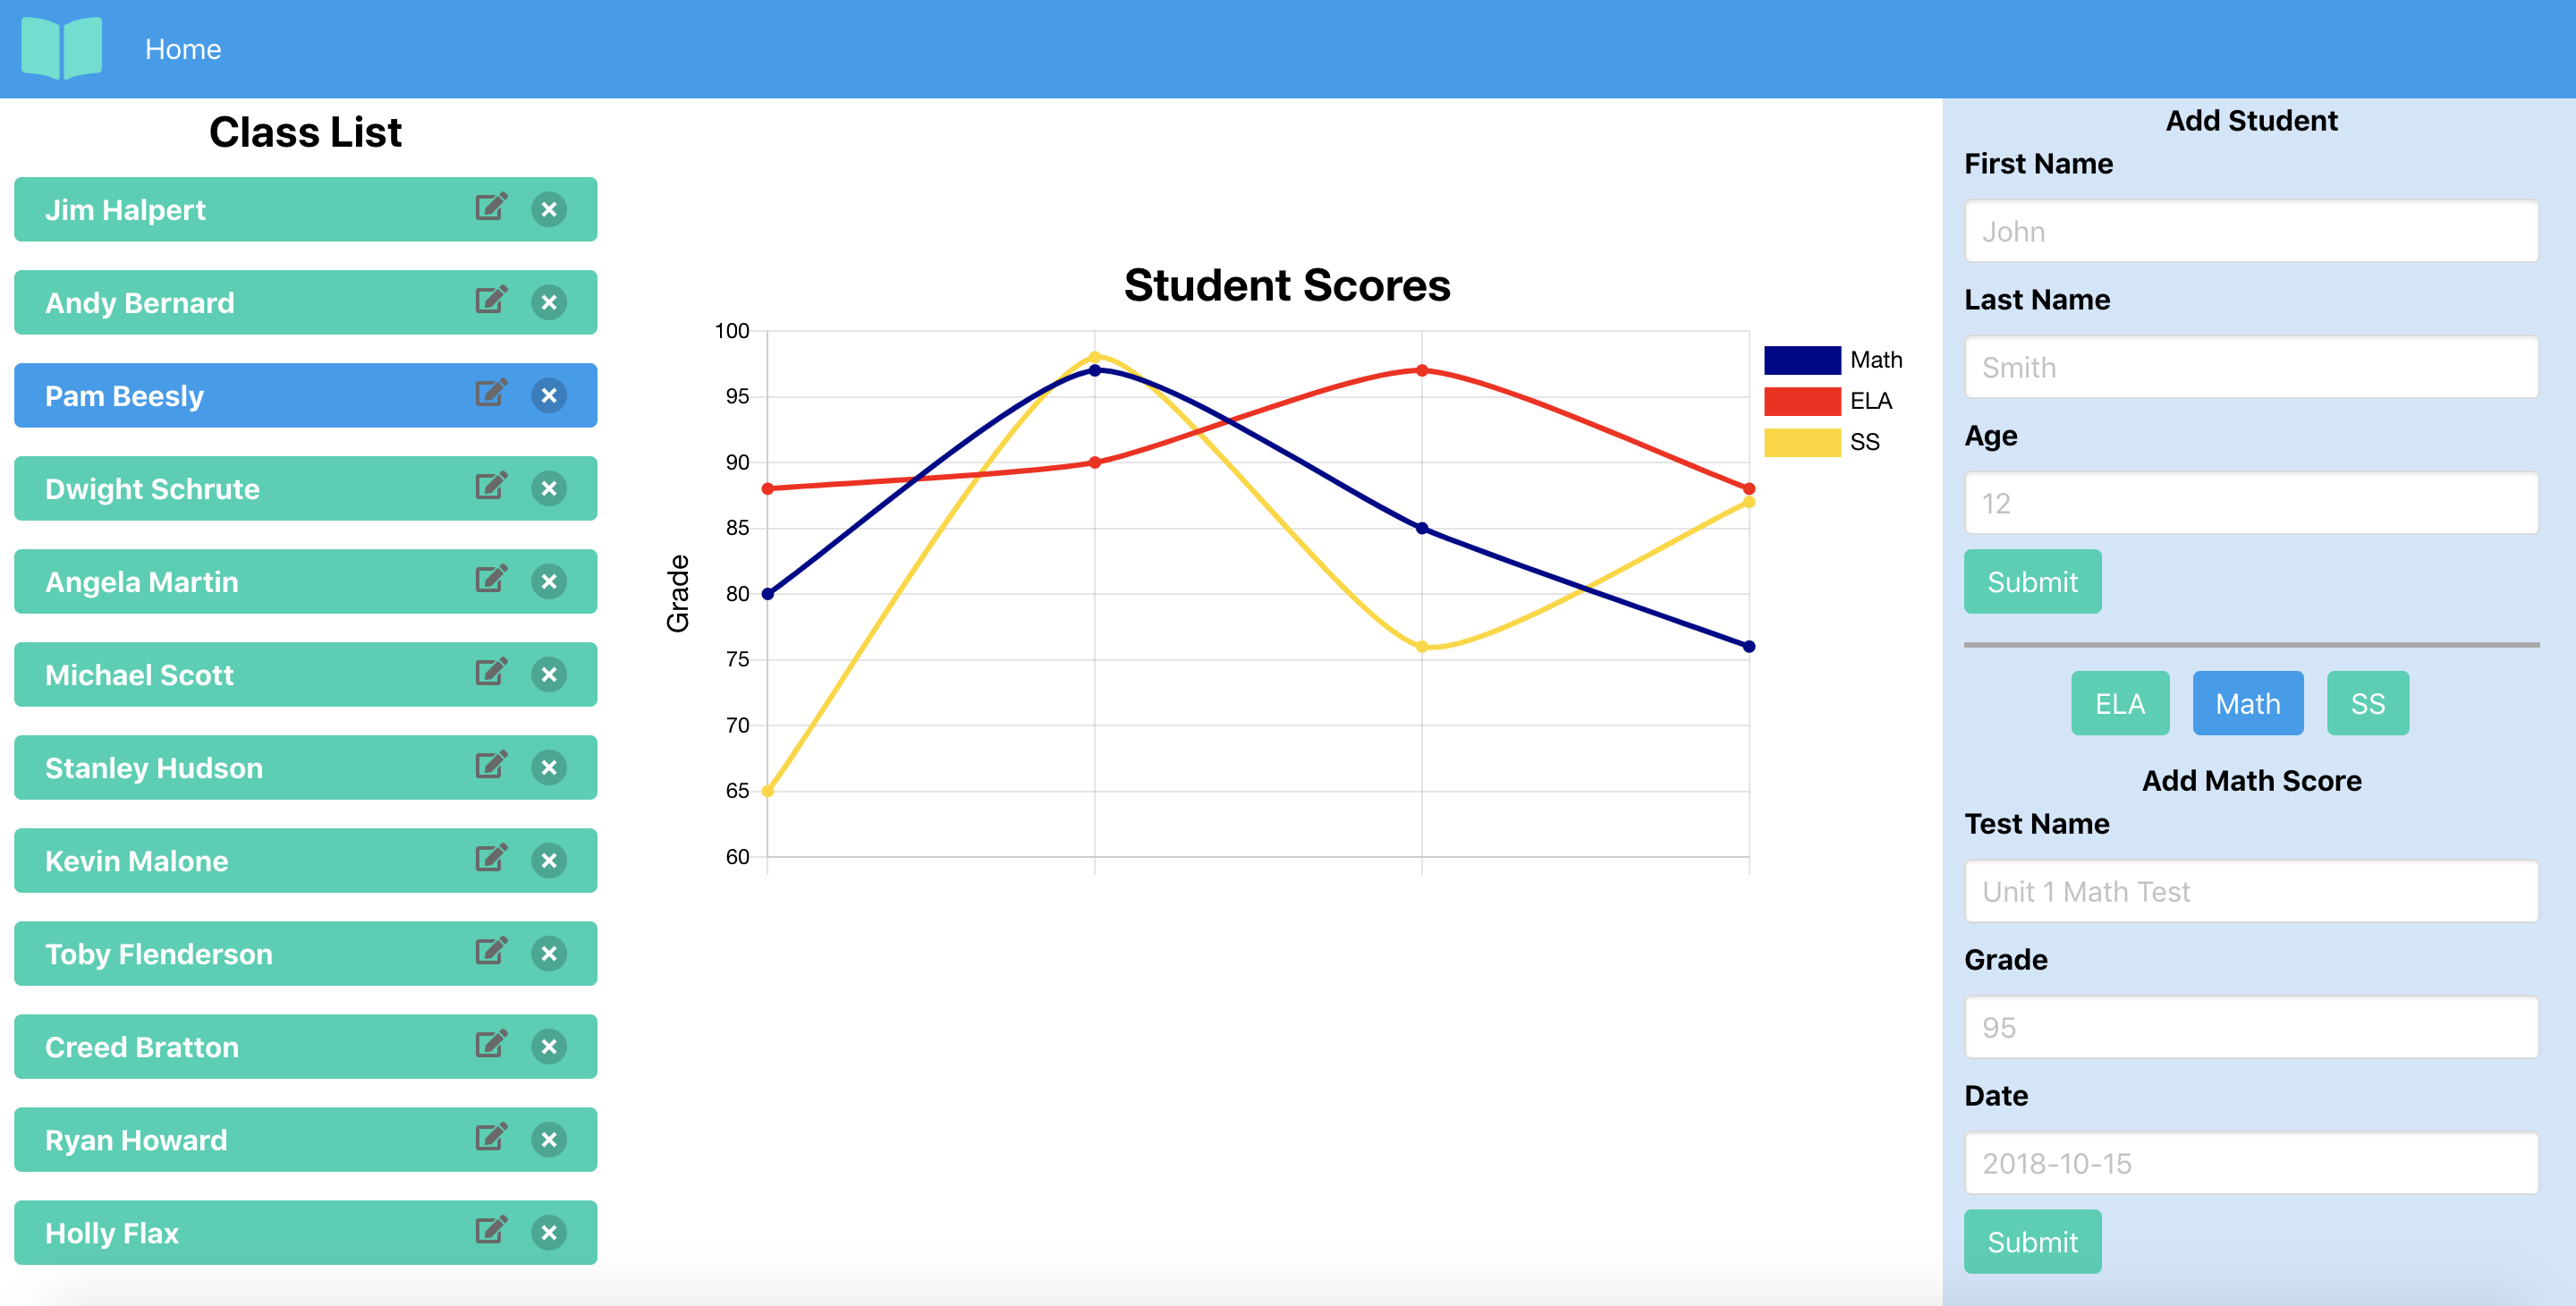 Home
Class List
Jim Halpert
Andy Bernard
Pam Beesly
Dwight Schrute
Angela Martin
Michael Scott
Stanley Hudson
Kevin Malone
Toby Flenderson
Creed Bratton
Ryan Howard
Holly Flax
Student Scores
100
95
90
85
80
75
70
65
60
Grade
Math
ELA
SS
Add Student
First Name
John
Last Name
Smith
Age
12
Submit
ELA Math SS
Add Math Score
Test Name
Unit 1 Math Test
Grade
95
Date
2018-10-15
Submit